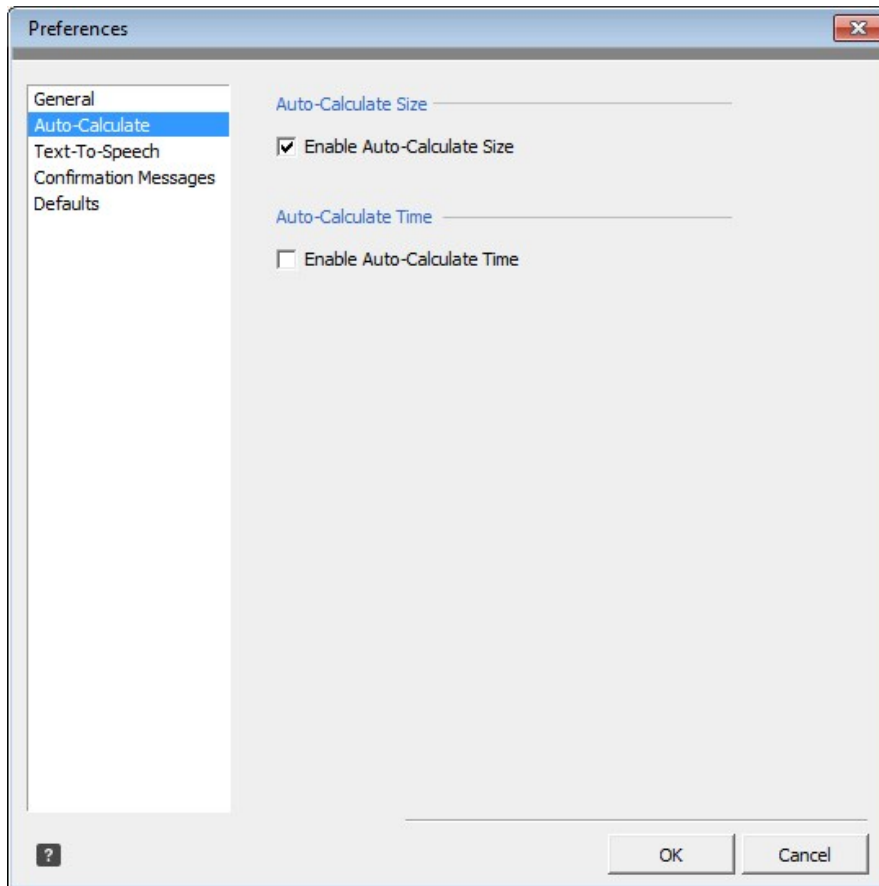 Preferences
General
Auto-Calculate
Text-To-Speech
Confirmation Messages
Defaults
Auto-Calculate Size
Enable Auto-Calculate Size
Auto-Calculate Time
Enable Auto-Calculate Time
?
OK
Cancel